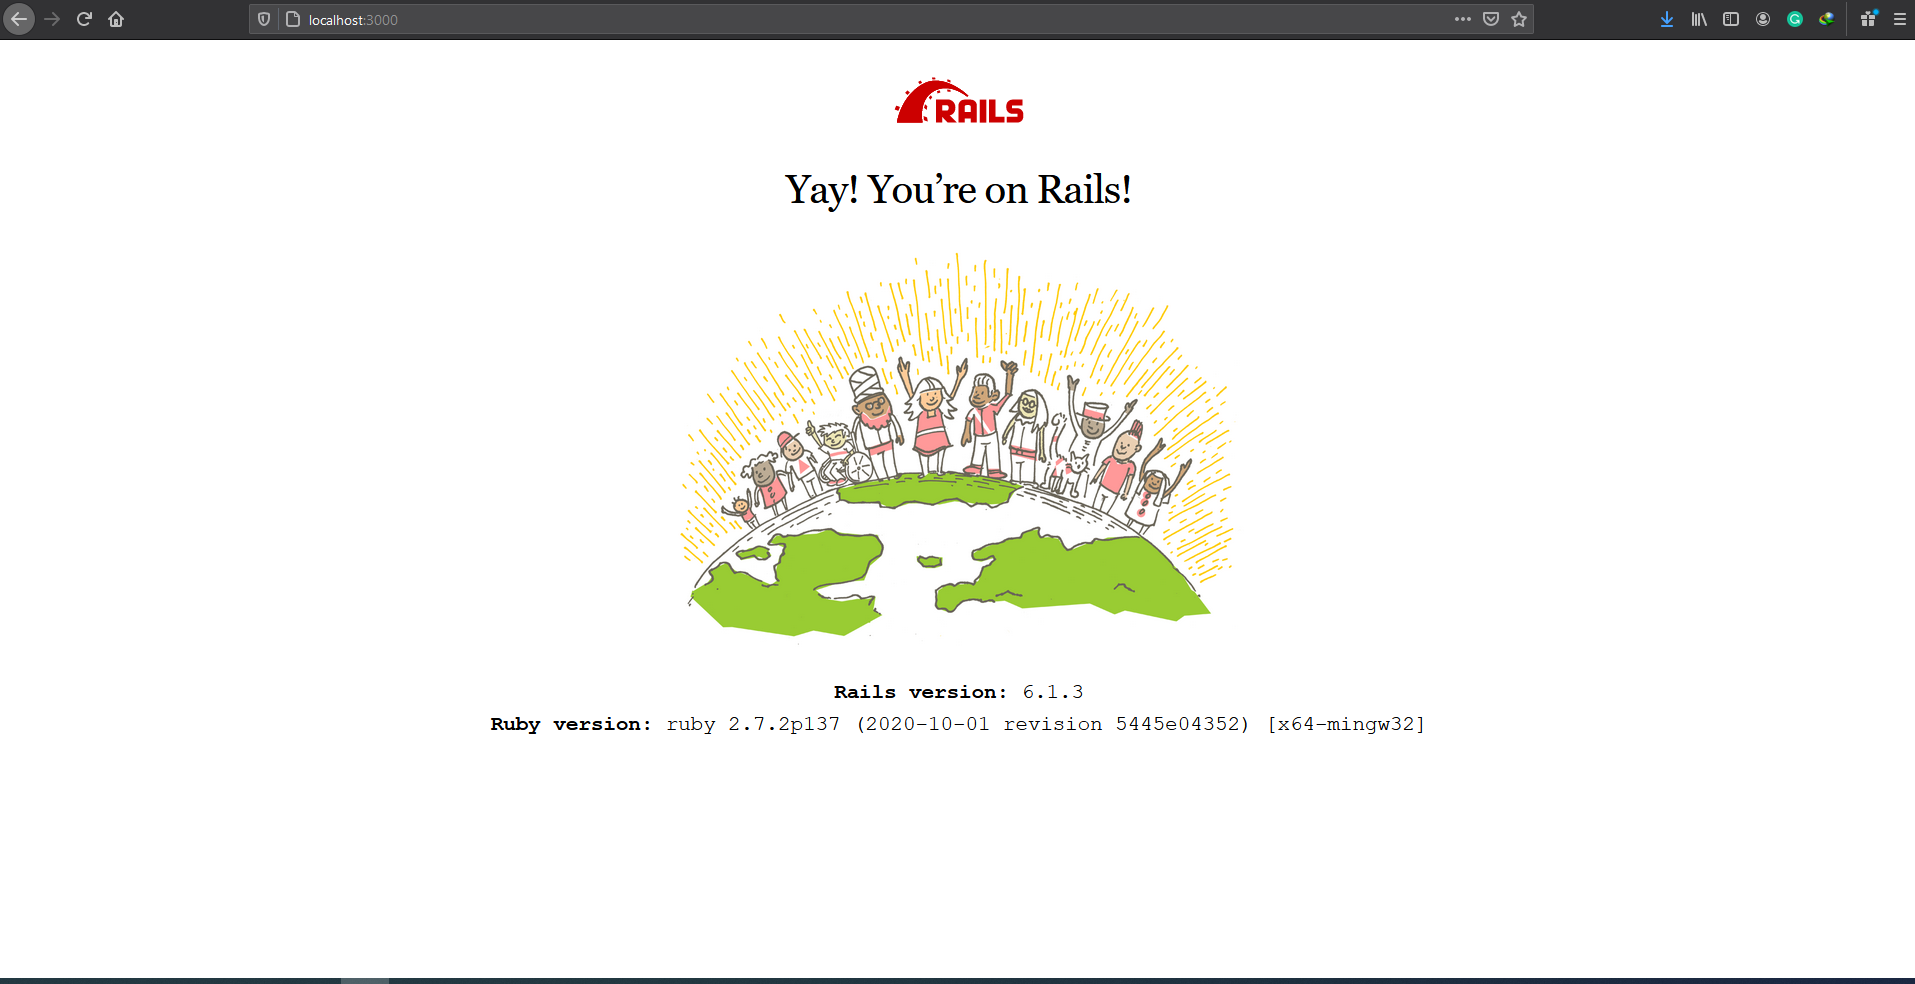 localhost:3000
RAILS
Yay! You’re on Rails!
Rails version: 6.1.3
Ruby version: ruby 2.7.2p137 (2020-10-01 revision 5445e04352) [x64-mingw32]